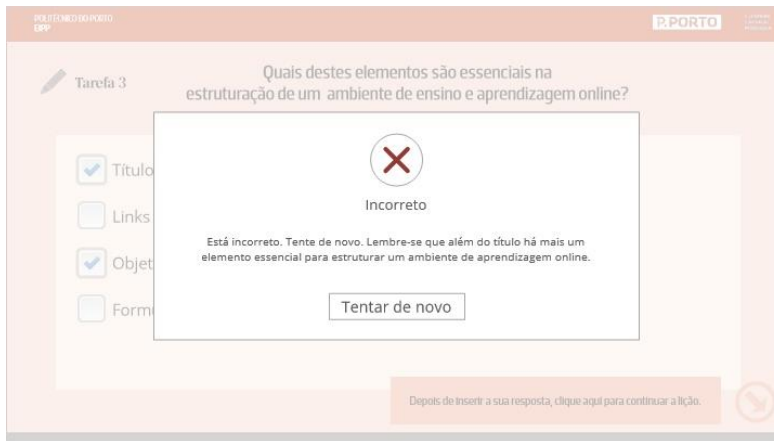 POLITÉCNICO DO PORTO
P.PORTO
Tarefa 3
Quais destes elementos são essenciais na
estruturação de um ambiente de ensino e aprendizagem online?
Título
Links
Objet
Form
Incorreto
Está incorreto. Tente de novo. Lembre-se que além do título há mais um
elemento essencial para estruturar um ambiente de aprendizagem online.
Tentar de novo
Depois de inserir a sua resposta, clique aqui para continuar a lição.